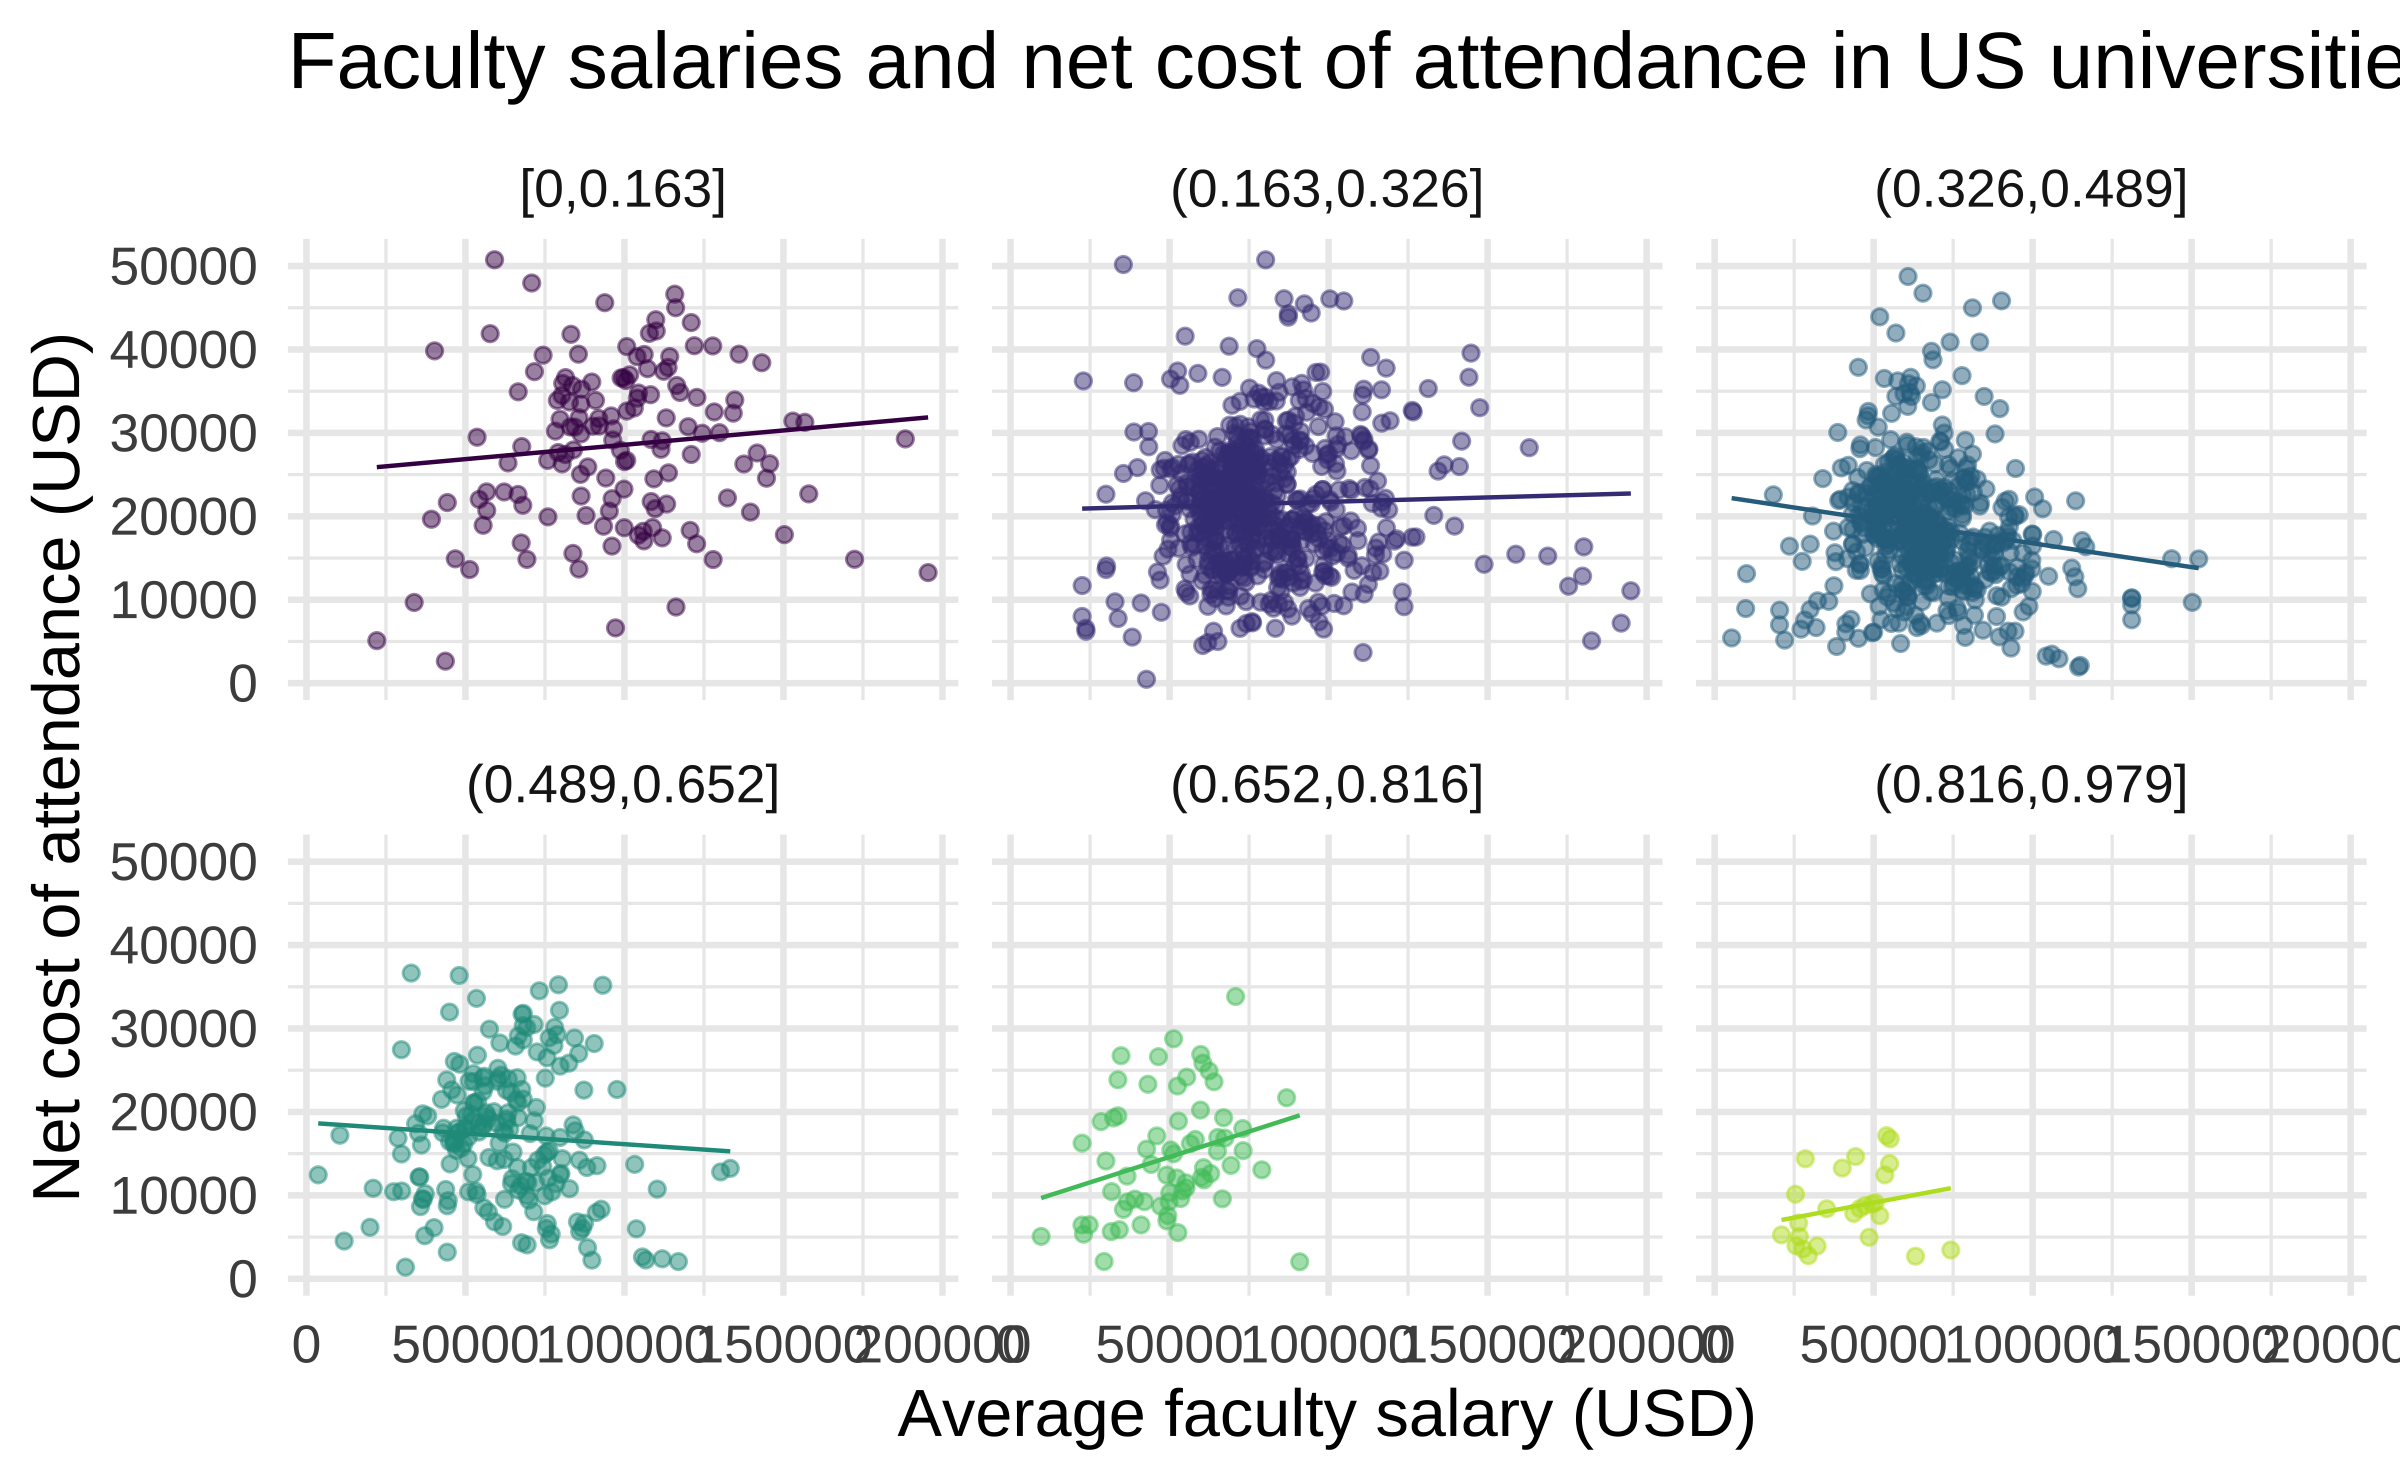 Faculty salaries and net cost of attendance in US universitie
[0,0.163] (0.163,0.326] (0.326,0.489]
50000
40000
30000
20000
10000
0
(0.489,0.652] (0.652,0.816] (0.816,0.979]
50000
40000
30000
20000
10000
0
Net cost of attendance (USD)
0 50000 100000 150000 200000 0 50000 100000 150000 200000 0 50000 100000 150000 20000
Average faculty salary (USD)